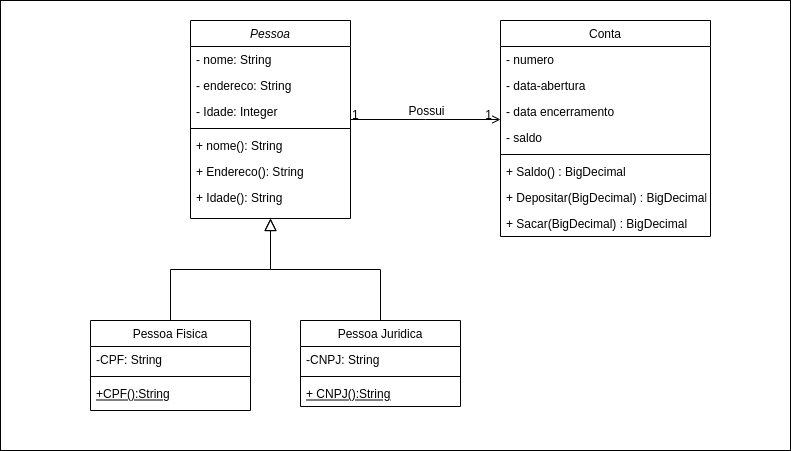 Pessoa
- nome: String
- endereco: String
- Idade: Integer
+ nome(): String
+ Endereco(): String
+ Idade(): String
1
Possui
1
Conta
- numero
- data-abertura
- data encerramento
- saldo
+ Saldo() : BigDecimal
+ Depositar(BigDecimal) : BigDecimal
+ Sacar(BigDecimal) : BigDecimal
Pessoa Fisica
-CPF: String
+CPF():String
Pessoa Juridica
-CNPJ: String
+ CNPJ():String